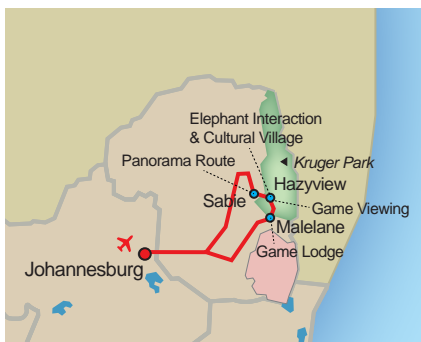 Elephant Interaction
& Cultural Village
Panorama Route
Kruger Park
Hazyview
Sabie
Game Viewing
Malelane
Game Lodge
Johannesburg